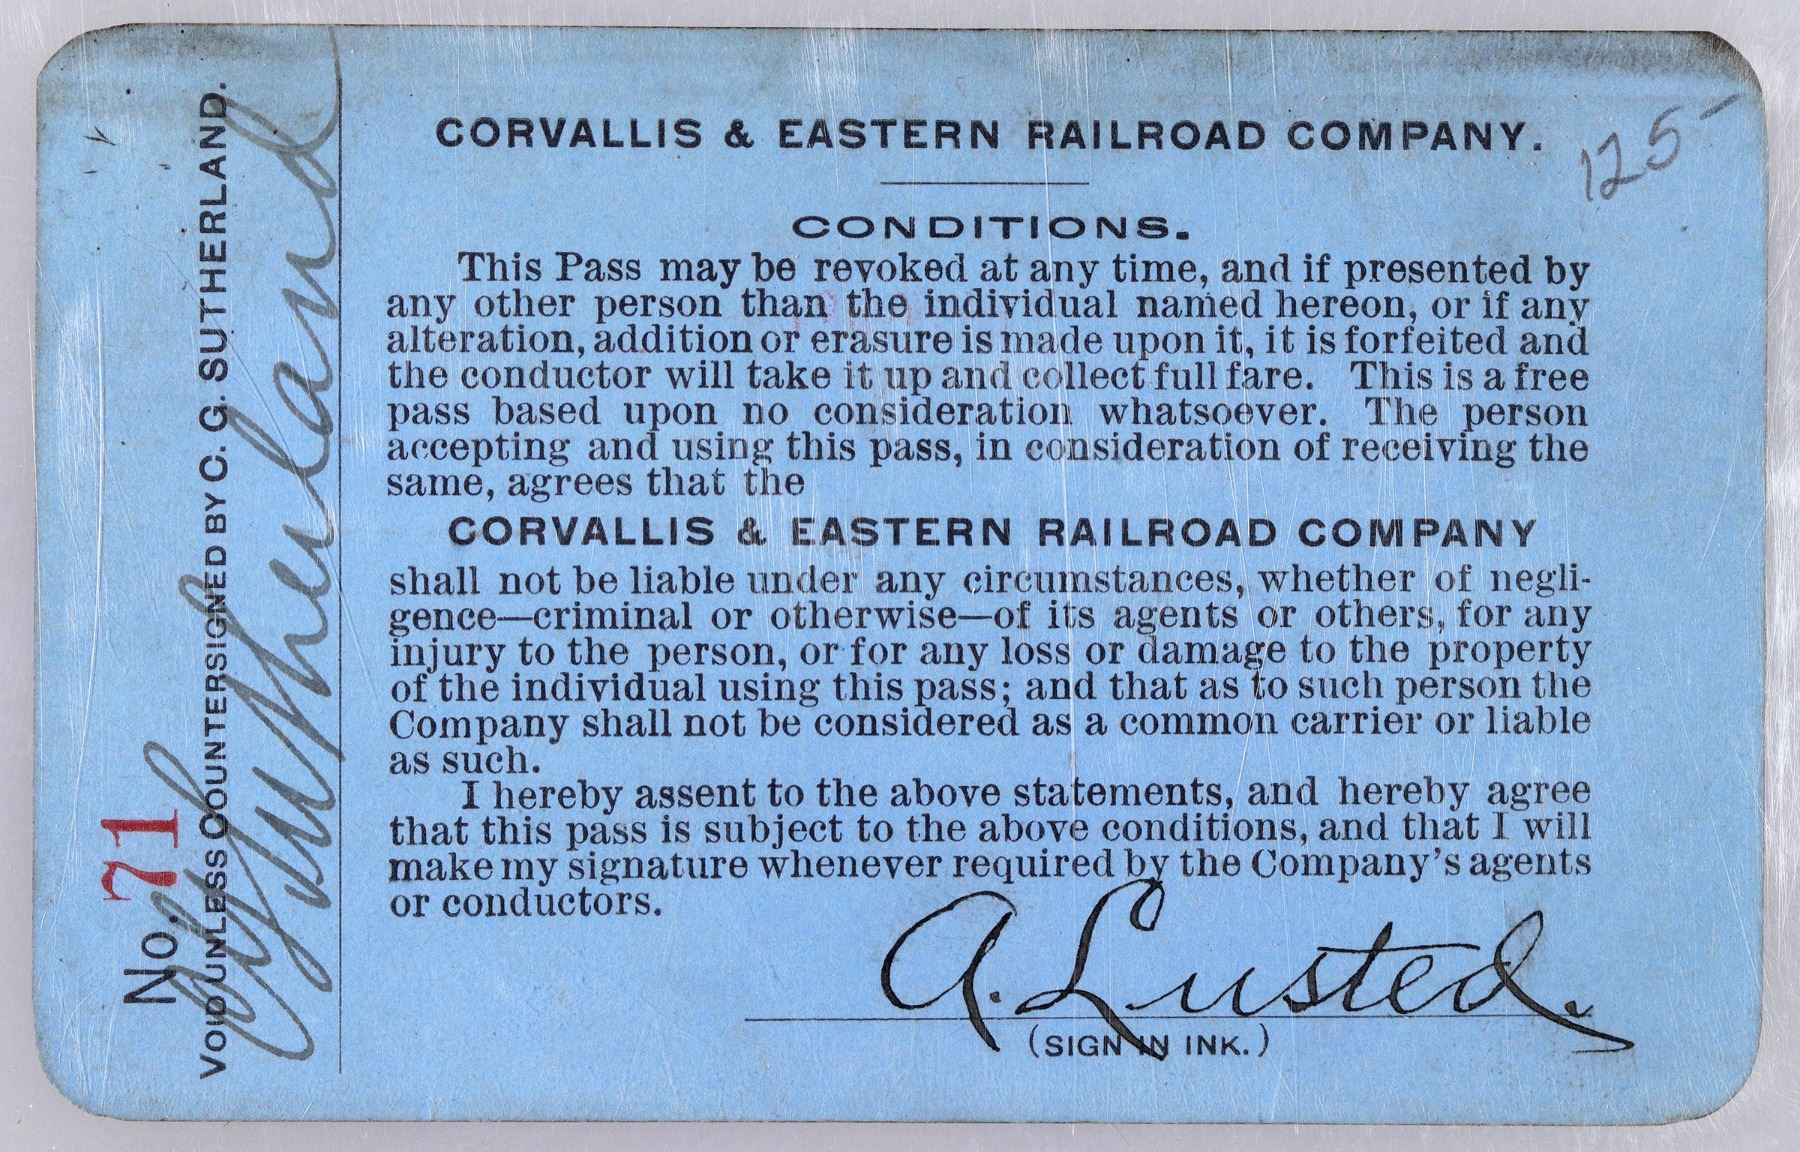 CORVALLIS & EASTERN RAILROAD COMPANY.
125-
CONDITIONS.
This Pass may be revoked at any time, and if presented by
any other person than the individual named hereon, or if any
alteration, addition or erasure is made upon it, it is forfeited and
the conductor will take it up and collect full fare. This is a free
pass based upon no consideration whatsoever. The person
accepting and using this pass, in consideration of receiving the
same, agrees that the
CORVALLIS & EASTERN RAILROAD COMPANY
shall not be liable under any circumstances, whether of negli-
gence—criminal or otherwise—of its agents or others, for any
injury to the person, or for any loss or damage to the property
of the individual using this pass; and that as to such person the
Company shall not be considered as a common carrier or liable
as such.
I hereby assent to the above statements, and hereby agree
that this pass is subject to the above conditions, and that I will
make my signature whenever required by the Company's agents
or conductors.
A. Lusted.
(SIGN IN INK.)
No. 71
VOID UNLESS COUNTERSIGNED BY C. G. SUTHERLAND.
CGSutherland